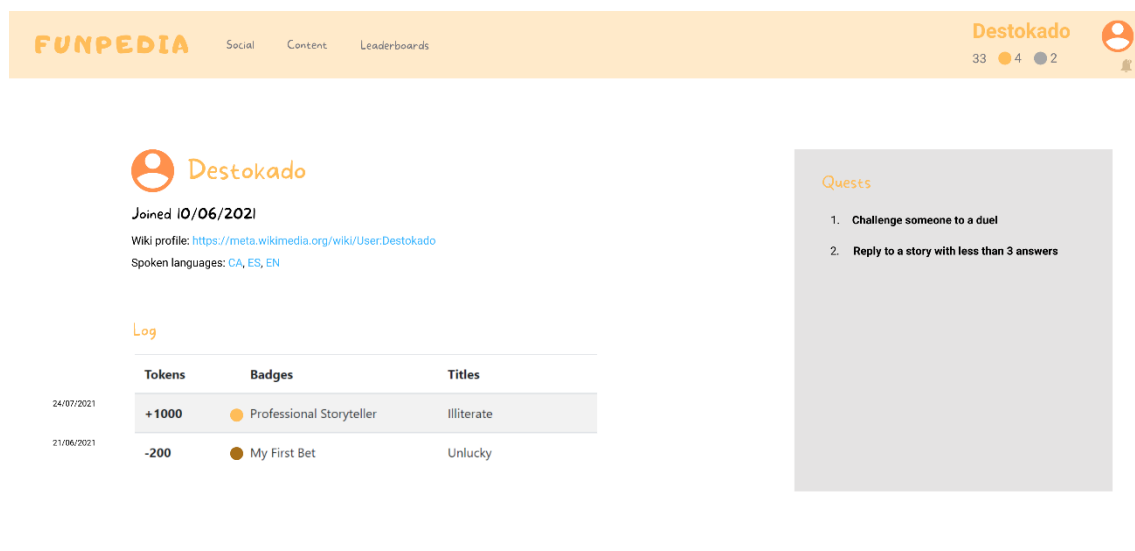 FUNPEDIA Social Content Leaderboards
Destokado
33 4 2
Destokado
Joined 10/06/2021
Wiki profile: https://meta.wikimedia.org/wiki/User:Destokado
Spoken languages: CA, ES, EN
Log
Tokens Badges Titles
24/07/2021 +1000 Professional Storyteller Illiterate
21/06/2021 -200 My First Bet Unlucky
Quests
1. Challenge someone to a duel
2. Reply to a story with less than 3 answers